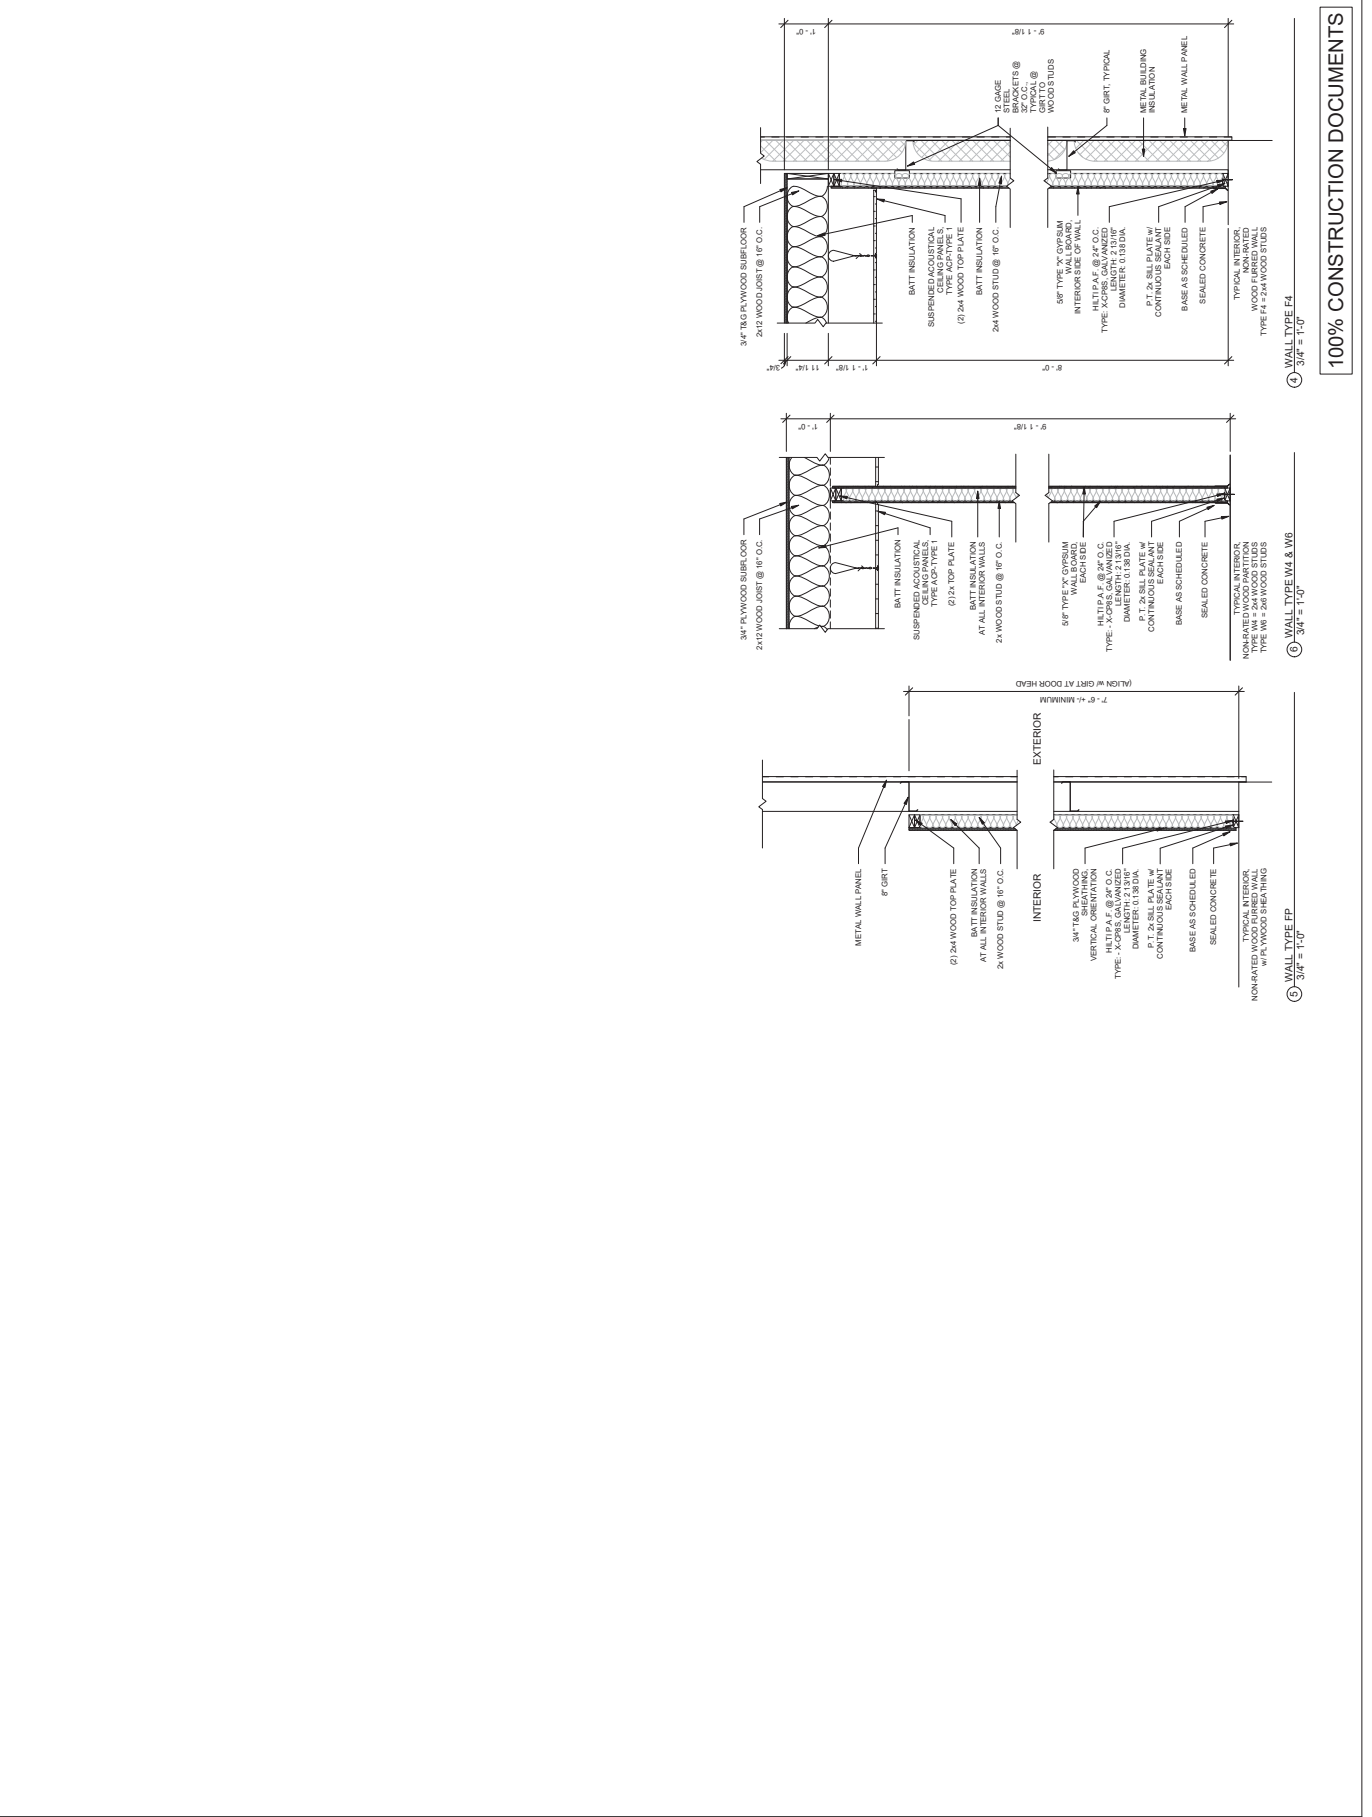 1' - 0"
9' - 1 1/8"
12 GAGE
STEEL
BRACKETS @
32" O.C.,
TYPICAL @
GIRT TO
WOOD STUDS
8" GIRT, TYPICAL
METAL BUILDING
INSULATION
METAL WALL PANEL
3/4" T&G PLYWOOD SUBFLOOR
2x12 WOOD JOIST @ 16" O.C.
BATT INSULATION
SUSPENDED ACOUSTICAL
CEILING PANELS,
TYPE ACP-TYPE 1
(2) 2x4 WOOD TOP PLATE
BATT INSULATION
2x4 WOOD STUD @ 16" O.C.
5/8" TYPE "X" GYPSUM
WALL BOARD,
INTERIOR SIDE OF WALL
HILTI P.A.F. @ 24" O.C.
TYPE: X-CP8S, GALVANIZED
LENGTH: 2 13/16"
DIAMETER: 0.138 DIA.
P.T. 2x SILL PLATE w/
CONTINUOUS SEALANT
EACH SIDE
BASE AS SCHEDULED
SEALED CONCRETE
TYPICAL INTERIOR,
NON-RATED,
WOOD FURRED WALL
TYPE F4 = 2x4 WOOD STUDS
3/4"
11 1/4"
1' - 1 1/8"
8' - 0"
4
WALL TYPE F4
3/4" = 1'-0"
100% CONSTRUCTION DOCUMENTS
1' - 0"
9' - 1 1/8"
3/4" PLYWOOD SUBFLOOR
2x12 WOOD JOIST @ 16" O.C.
BATT INSULATION
SUSPENDED ACOUSTICAL
CEILING PANELS,
TYPE ACP-TYPE 1
(2) 2x TOP PLATE
BATT INSULATION
AT ALL INTERIOR WALLS
2x WOOD STUD @ 16" O.C.
5/8" TYPE "X" GYPSUM
WALL BOARD,
EACH SIDE
HILTI P.A.F. @ 24" O.C.
TYPE: - X-CP8S, GALVANIZED
LENGTH: 2 13/16"
DIAMETER: 0.138 DIA.
P.T. 2x SILL PLATE w/
CONTINUOUS SEALANT
EACH SIDE
BASE AS SCHEDULED
SEALED CONCRETE
TYPICAL INTERIOR,
NON-RATED WOOD PARTITION
TYPE W4 = 2x4 WOOD STUDS
TYPE W6 = 2x6 WOOD STUDS
6
WALL TYPE W4 & W6
3/4" = 1'-0"
7' - 6" +/- MINIMUM
(ALIGN w/ GIRT AT DOOR HEAD
EXTERIOR
INTERIOR
METAL WALL PANEL
8" GIRT
(2) 2x4 WOOD TOP PLATE
BATT INSULATION
AT ALL INTERIOR WALLS
2x WOOD STUD @ 16" O.C.
3/4" T&G PLYWOOD
SHEATHING,
VERTICAL ORIENTATION
HILTI P.A.F. @ 24" O.C.
TYPE: - X-CP8S, GALVANIZED
LENGTH: 2 13/16"
DIAMETER: 0.138 DIA.
P.T. 2x SILL PLATE w/
CONTINUOUS SEALANT
EACH SIDE
BASE AS SCHEDULED
SEALED CONCRETE
TYPICAL INTERIOR,
NON-RATED WOOD FURRED WALL
w/ PLYWOOD SHEATHING
5
WALL TYPE FP
3/4" = 1'-0"